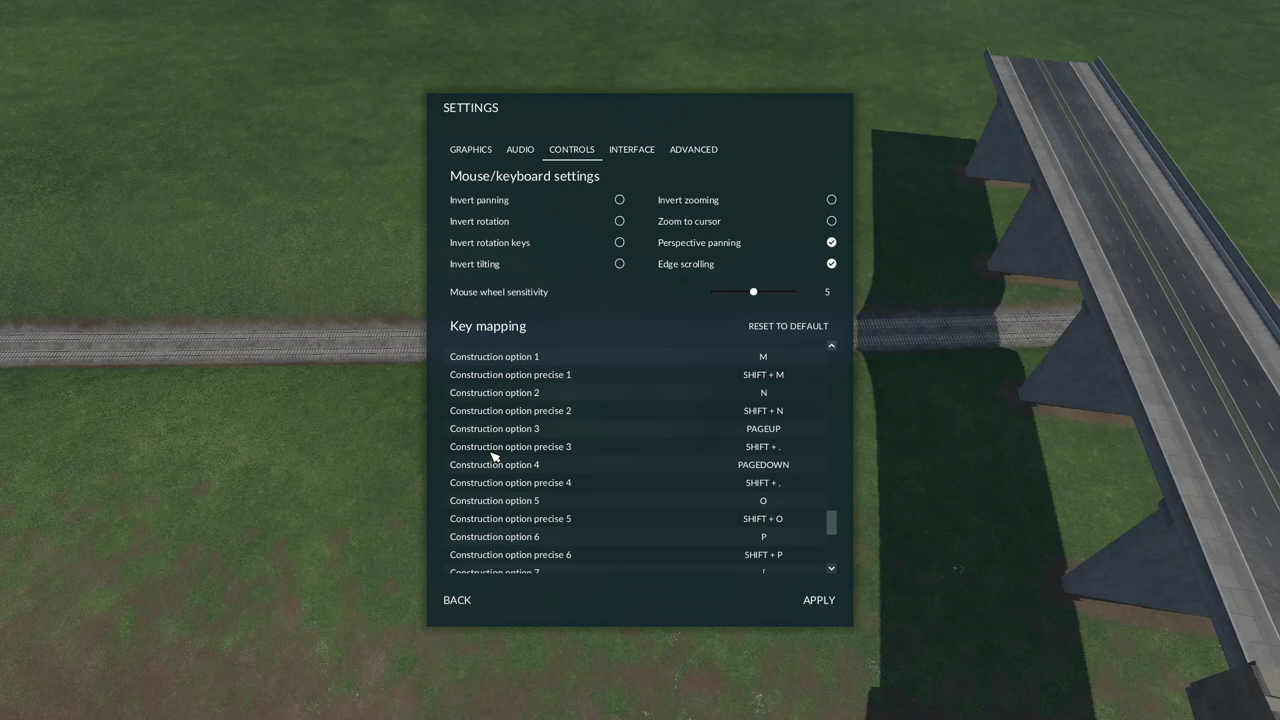 SETTINGS
GRAPHICS AUDIO CONTROLS INTERFACE ADVANCED
Mouse/keyboard settings
Invert panning Invert zooming
Invert rotation Zoom to cursor
Invert rotation keys Perspective panning
Invert tilting Edge scrolling
Mouse wheel sensitivity 5
Key mapping RESET TO DEFAULT
Construction option 1 M
Construction option precise 1 SHIFT + M
Construction option 2 N
Construction option precise 2 SHIFT + N
Construction option 3 PAGEUP
Construction option precise 3 SHIFT + .
Construction option 4 PAGEDOWN
Construction option precise 4 SHIFT + ,
Construction option 5 O
Construction option precise 5 SHIFT + O
Construction option 6 P
Construction option precise 6 SHIFT + P
Construction option 7 [
BACK APPLY